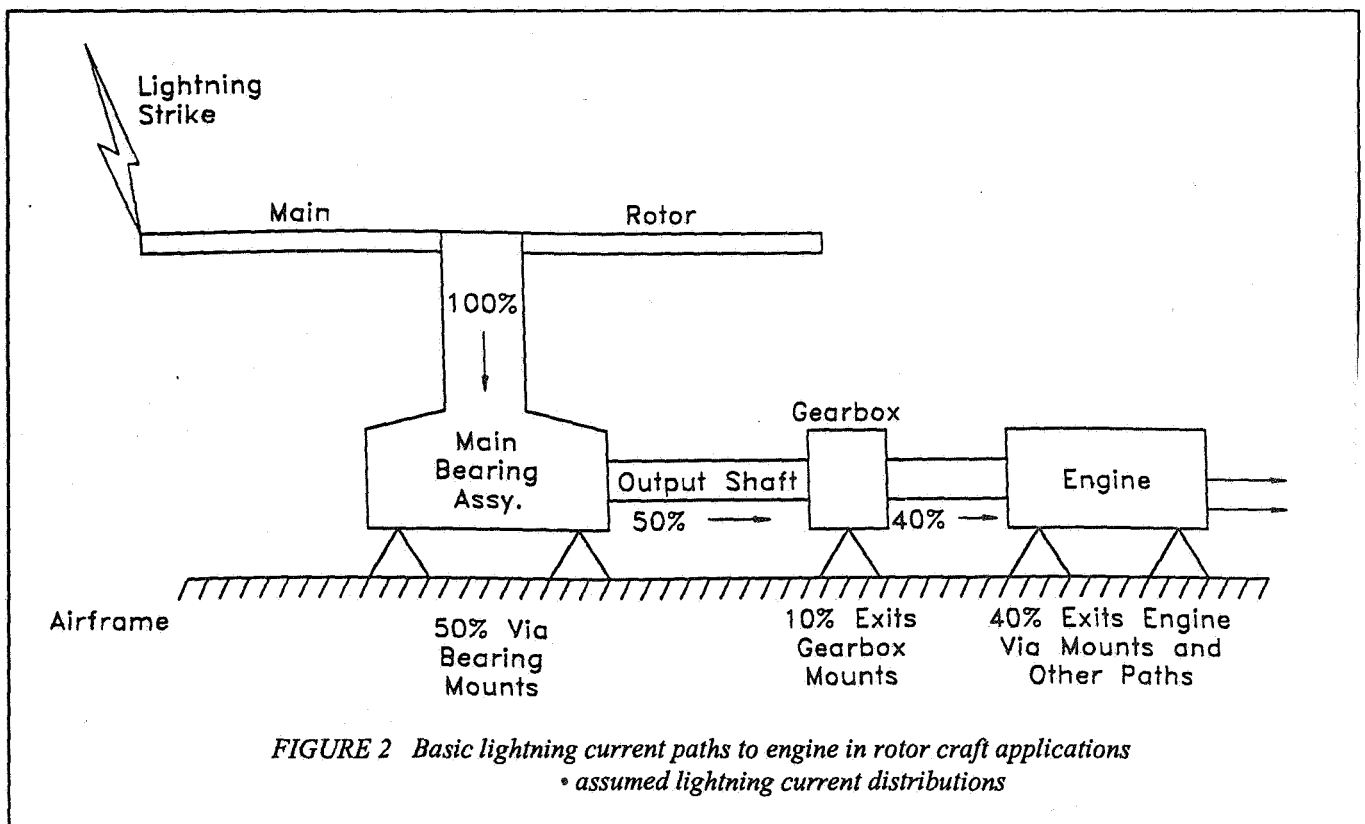 Lightning
Strike
Main
Rotor
100%
Gearbox
Main
Bearing
Assy.
Output Shaft
50%
40%
Engine
Airframe
50% Via
Bearing
Mounts
10% Exits
Gearbox
Mounts
40% Exits Engine
Via Mounts and
Other Paths
FIGURE 2 Basic lightning current paths to engine in rotor craft applications
• assumed lightning current distributions